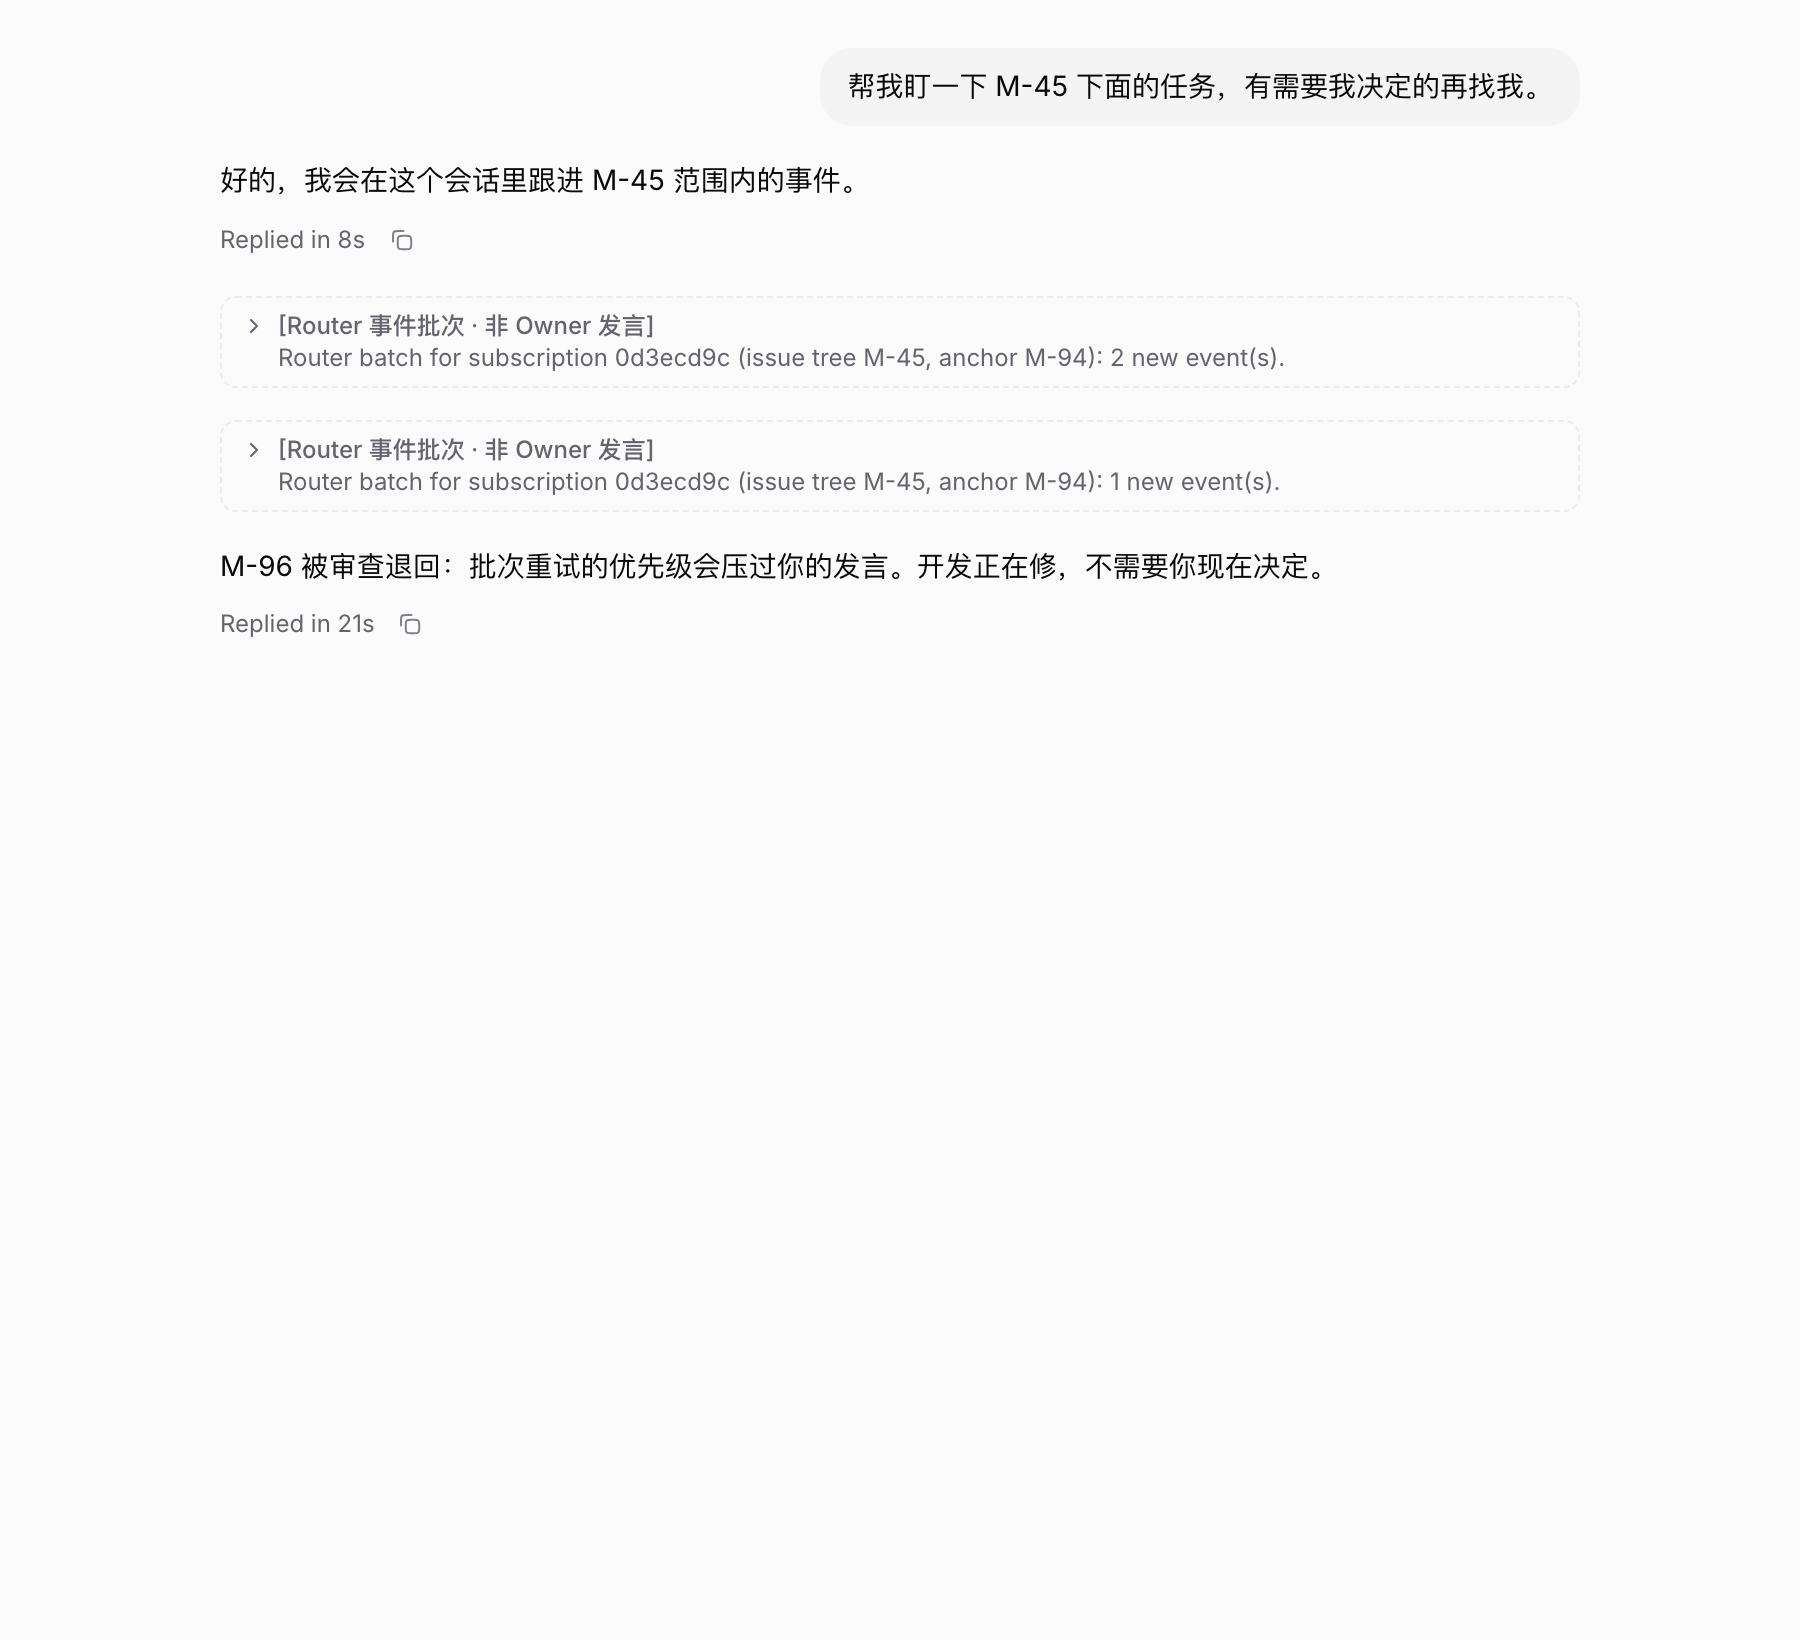 帮我盯一下 M-45 下面的任务，有需要我决定的再找我。
好的，我会在这个会话里跟进 M-45 范围内的事件。
Replied in 8s
[Router 事件批次 · 非 Owner 发言]
Router batch for subscription 0d3ecd9c (issue tree M-45, anchor M-94): 2 new event(s).
[Router 事件批次 · 非 Owner 发言]
Router batch for subscription 0d3ecd9c (issue tree M-45, anchor M-94): 1 new event(s).
M-96 被审查退回：批次重试的优先级会压过你的发言。开发正在修，不需要你现在决定。
Replied in 21s